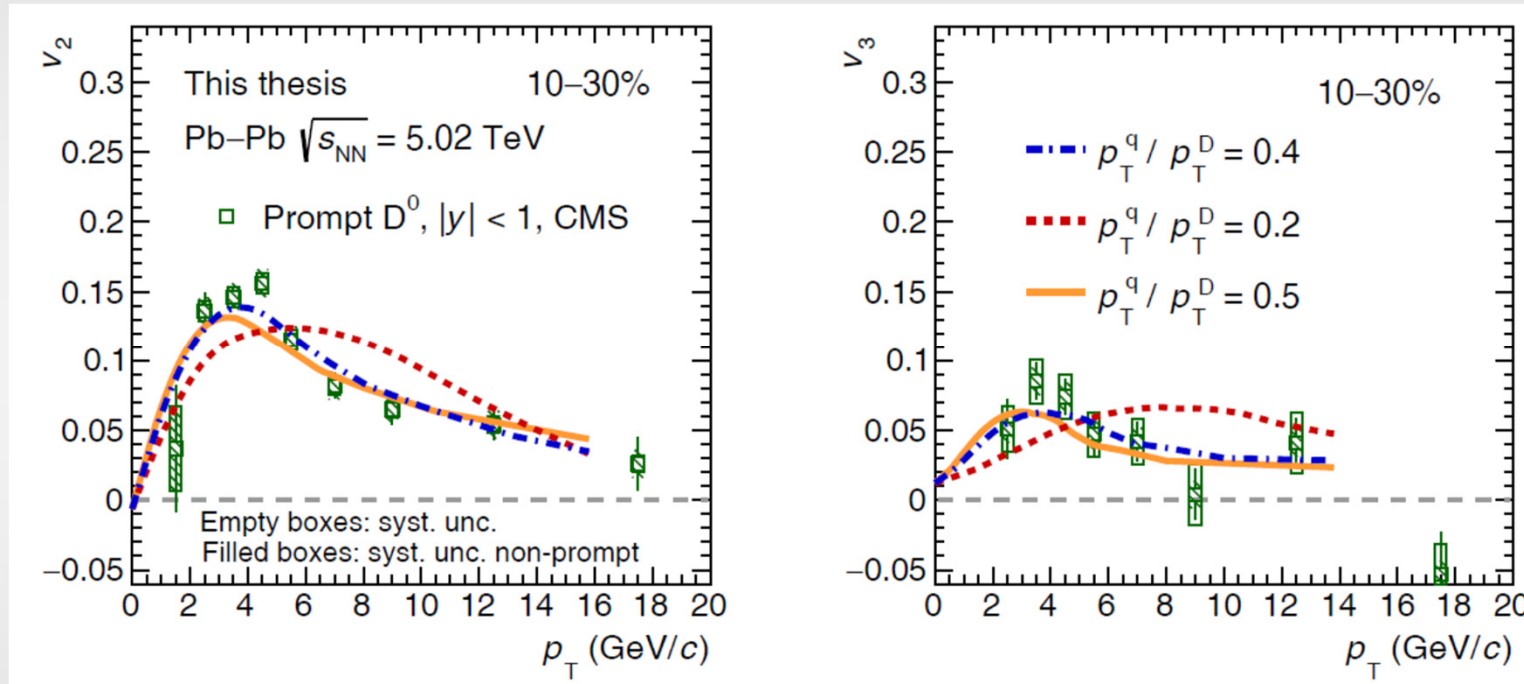 v2
0.3
0.25
0.2
0.15
0.1
0.05
0
−0.05
This thesis 10−30%
Pb−Pb √sNN = 5.02 TeV
Prompt D0, |y| < 1, CMS
Empty boxes: syst. unc.
Filled boxes: syst. unc. non-prompt
0 2 4 6 8 10 12 14 16 18 20
pT (GeV/c)
v3
0.3
0.25
0.2
0.15
0.1
0.05
0
−0.05
10−30%
pTq / pTD = 0.4
pTq / pTD = 0.2
pTq / pTD = 0.5
0 2 4 6 8 10 12 14 16 18 20
pT (GeV/c)